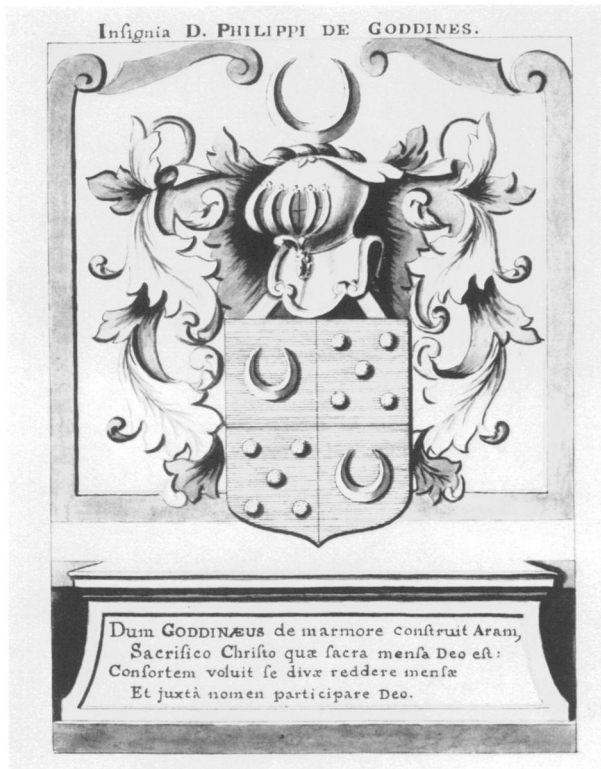 Inſignia D. PHILIPPI DE GODDINES.
Dum GODDINÆUS de marmore conſtruit Aram,
Sacrifico Chriſto quæ ſacra menſa Deo eſt:
Conſortem voluit ſe divæ reddere menſæ
Et juxtà nomen participare Deo.